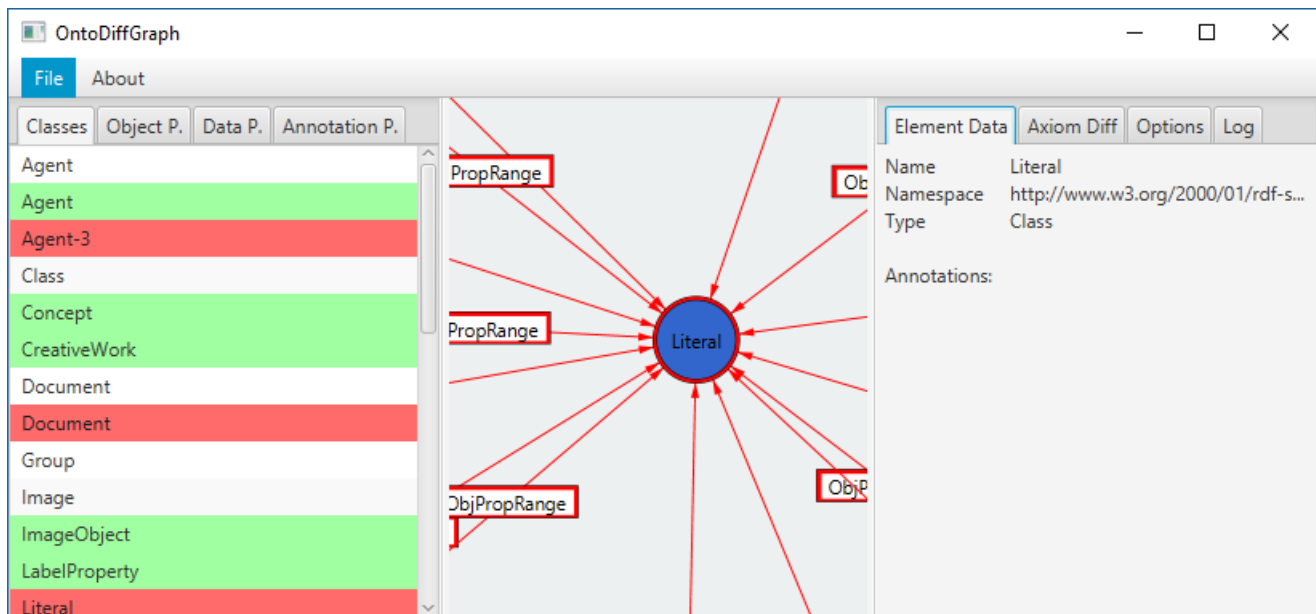 OntoDiffGraph
File About
Classes Object P. Data P. Annotation P.
Agent
Agent
Agent-3
Class
Concept
CreativeWork
Document
Document
Group
Image
ImageObject
LabelProperty
Literal
PropRange
Ob
PropRange
Literal
ObjPropRange
ObjP
Element Data Axiom Diff Options Log
Name Literal
Namespace http://www.w3.org/2000/01/rdf-s...
Type Class
Annotations: